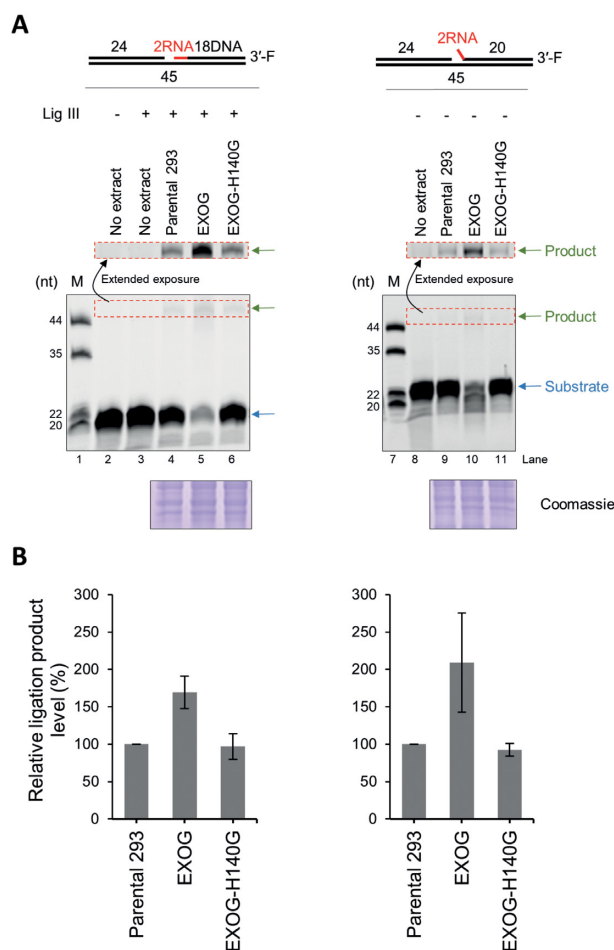 A
24 2RNA18DNA
3′-F
45
Lig III - + + + +
No extract
No extract
Parental 293
EXOG
EXOG-H140G
(nt) M
Extended exposure
44
35
22
20
1 2 3 4 5 6
2RNA
24 20
3′-F
45
- - - -
No extract
Parental 293
EXOG
EXOG-H140G
Product
(nt) M
Extended exposure
Product
44
35
Substrate
22
20
7 8 9 10 11
Lane
Coomassie
B
Relative ligation product
level (%)
300
250
200
150
100
50
0
Parental 293
EXOG
EXOG-H140G
300
250
200
150
100
50
0
Parental 293
EXOG
EXOG-H140G